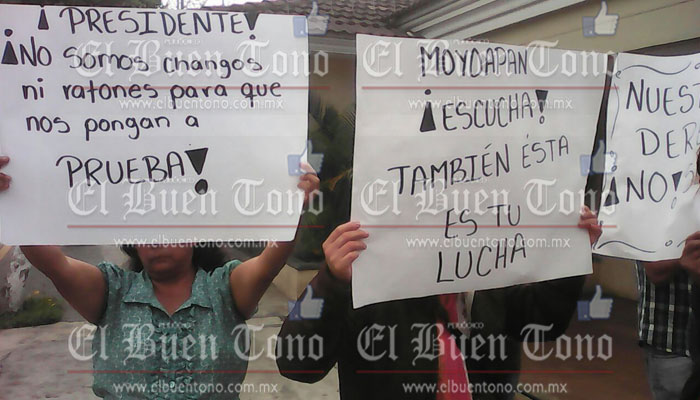 ¡PRESIDENTE!
¡No somos changos
ni ratones para que
nos pongan a
PRUEBA!
MOYOAPAN
¡ESCUCHA!
TAMBIÉN ÉSTA
ES TU
LUCHA
DER
¡NO!
PERIÓDICO
El Buen Tono
www.elbuentono.com.mx